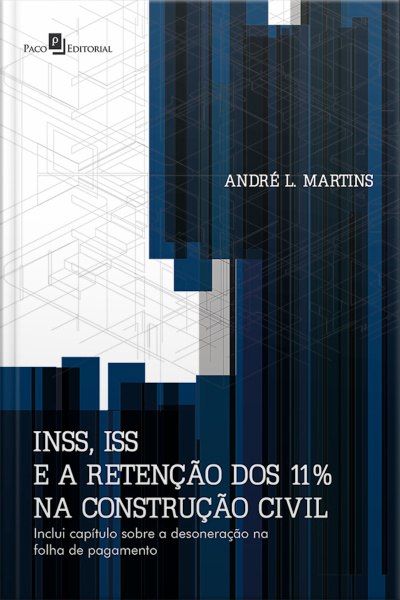 PACO EDITORIAL
ANDRÉ L. MARTINS
INSS, ISS
E A RETENÇÃO DOS 11%
NA CONSTRUÇÃO CIVIL
Inclui capítulo sobre a desoneração na
folha de pagamento